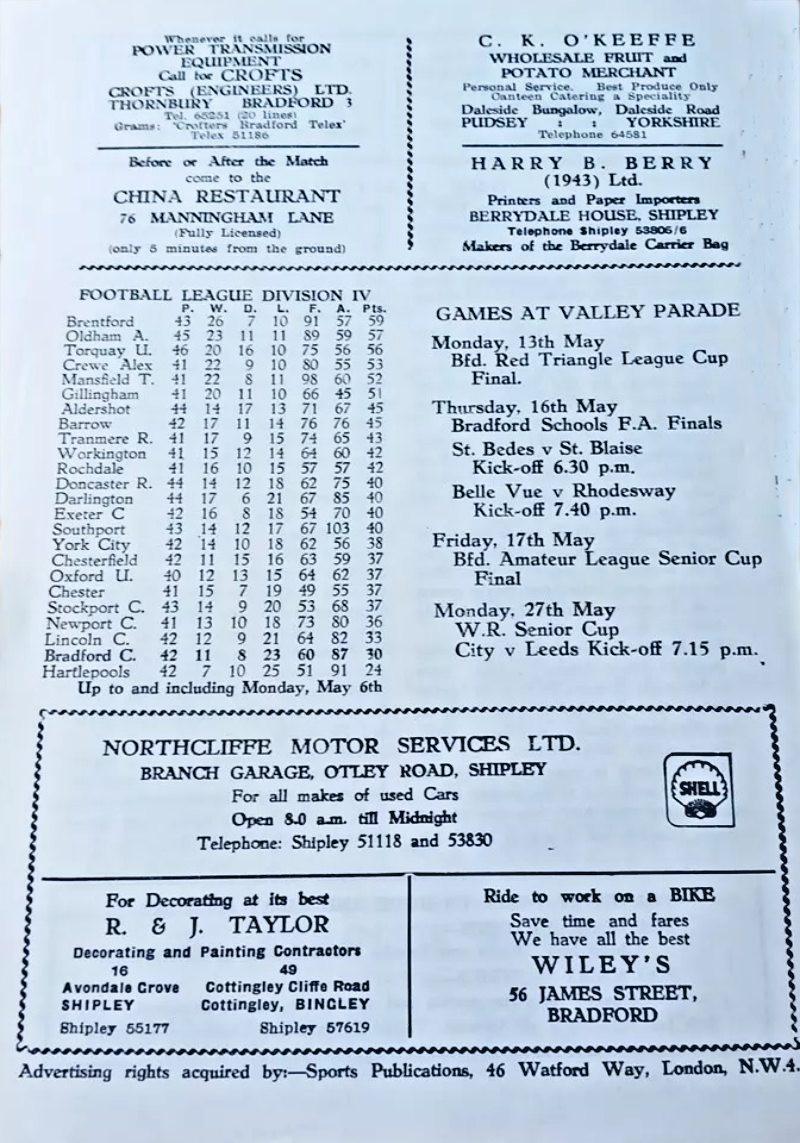 Whenever it calls for
POWER TRANSMISSION
EQUIPMENT
Call for CROFTS
CROFTS (ENGINEERS) LTD.
THORNBURY BRADFORD 3
Tel. 65251 (20 lines)
Grams: 'Crofters Bradford Telex'
Telex 51186
Before or After the Match
come to the
CHINA RESTAURANT
76 MANNINGHAM LANE
(Fully Licensed)
(only 5 minutes from the ground)
C. K. O'KEEFFE
WHOLESALE FRUIT and
POTATO MERCHANT
Personal Service. Best Produce Only
Canteen Catering a Speciality
Daleside Bungalow, Daleside Road
PUDSEY : : YORKSHIRE
Telephone 64581
HARRY B. BERRY
(1943) Ltd.
Printers and Paper Importers
BERRYDALE HOUSE, SHIPLEY
Telephone Shipley 53806/6
Makers of the Berrydale Carrier Bag
FOOTBALL LEAGUE DIVISION IV
P. W. D. L. F. A. Pts.
Brentford 43 26 7 10 91 57 59
Oldham A. 45 23 11 11 89 59 57
Torquay U. 46 20 16 10 75 56 56
Crewe Alex 41 22 9 10 80 55 53
Mansfield T. 41 22 8 11 98 60 52
Gillingham 41 20 11 10 66 45 51
Aldershot 44 14 17 13 71 67 45
Barrow 42 17 11 14 76 76 45
Tranmere R. 41 17 9 15 74 65 43
Workington 41 15 12 14 64 60 42
Rochdale 41 16 10 15 57 57 42
Doncaster R. 44 14 12 18 62 75 40
Darlington 44 17 6 21 67 85 40
Exeter C 42 16 8 18 54 70 40
Southport 43 14 12 17 67 103 40
York City 42 14 10 18 62 56 38
Chesterfield 42 11 15 16 63 59 37
Oxford U. 40 12 13 15 64 62 37
Chester 41 15 7 19 49 55 37
Stockport C. 43 14 9 20 53 68 37
Newport C. 41 13 10 18 73 80 36
Lincoln C. 42 12 9 21 64 82 33
Bradford C. 42 11 8 23 60 87 30
Hartlepools 42 7 10 25 51 91 24
Up to and including Monday, May 6th
GAMES AT VALLEY PARADE
Monday, 13th May
Bfd. Red Triangle League Cup
Final.
Thursday, 16th May
Bradford Schools F.A. Finals
St. Bedes v St. Blaise
Kick-off 6.30 p.m.
Belle Vue v Rhodesway
Kick-off 7.40 p.m.
Friday, 17th May
Bfd. Amateur League Senior Cup
Final
Monday, 27th May
W.R. Senior Cup
City v Leeds Kick-off 7.15 p.m.
NORTHCLIFFE MOTOR SERVICES LTD.
BRANCH GARAGE, OTLEY ROAD, SHIPLEY
For all makes of used Cars
Open 8.0 a.m. till Midnight
Telephone: Shipley 51118 and 53830
SHELL
For Decorating at its best
R. & J. TAYLOR
Decorating and Painting Contractors
16 49
Avondale Grove Cottingley Cliffe Road
SHIPLEY Cottingley, BINGLEY
Shipley 55177 Shipley 57619
Ride to work on a BIKE
Save time and fares
We have all the best
WILEY'S
56 JAMES STREET,
BRADFORD
Advertising rights acquired by:—Sports Publications, 46 Watford Way, London, N.W.4.